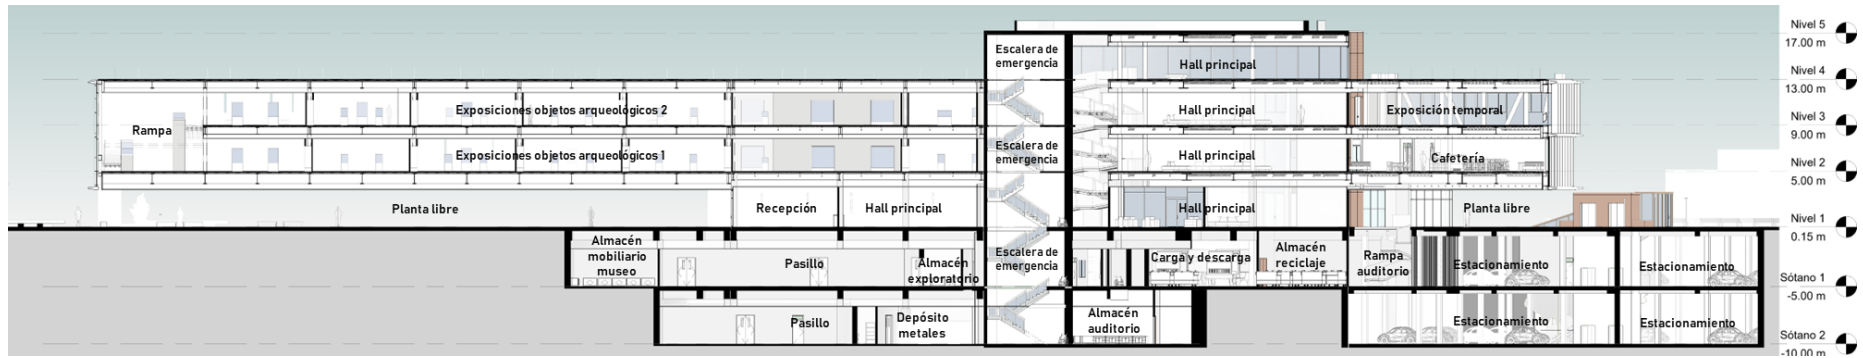 Nivel 5
17.00 m
Escalera de
emergencia
Hall principal
Nivel 4
13.00 m
Exposiciones objetos arqueológicos 2
Hall principal
Exposición temporal
Rampa
Nivel 3
9.00 m
Exposiciones objetos arqueológicos 1
Escalera de
emergencia
Hall principal
Cafetería
Nivel 2
5.00 m
Planta libre
Recepción
Hall principal
Hall principal
Planta libre
Nivel 1
0.15 m
Almacén
mobiliario
museo
Pasillo
Almacén
exploratorio
Escalera de
emergencia
Carga y descarga
Almacén
reciclaje
Rampa
auditorio
Estacionamiento
Estacionamiento
Sótano 1
-5.00 m
Pasillo
Depósito
metales
Almacén
auditorio
Estacionamiento
Estacionamiento
Sótano 2
-10.00 m